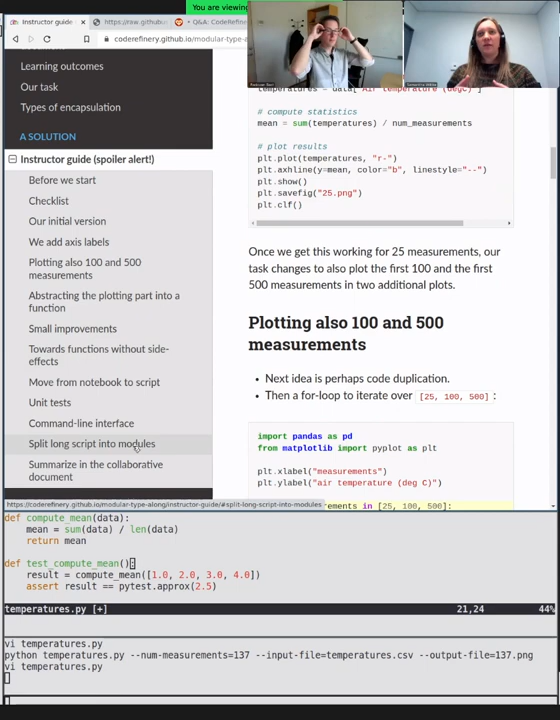 You are viewing
Instructor guide
https://raw.github
Q&A: CodeRefinery
coderefinery.github.io/modular-type-a
Learning outcomes
Our task
Types of encapsulation
A SOLUTION
Instructor guide (spoiler alert!)
Before we start
Checklist
Our initial version
We add axis labels
Plotting also 100 and 500
measurements
Abstracting the plotting part into a
function
Small improvements
Towards functions without side-
effects
Move from notebook to script
Unit tests
Command-line interface
Split long script into modules
Summarize in the collaborative
document
temperatures = data["Air temperature (degC)"]
# compute statistics
mean = sum(temperatures) / num_measurements
# plot results
plt.plot(temperatures, "r-")
plt.axhline(y=mean, color="b", linestyle="--")
plt.show()
plt.savefig("25.png")
plt.clf()
Once we get this working for 25 measurements, our
task changes to also plot the first 100 and the first
500 measurements in two additional plots.
Plotting also 100 and 500
measurements
• Next idea is perhaps code duplication.
• Then a for-loop to iterate over [25, 100, 500] :
import pandas as pd
from matplotlib import pyplot as plt
plt.xlabel("measurements")
plt.ylabel("air temperature (deg C)")
rements in [25, 100, 500]:
https://coderefinery.github.io/modular-type-along/instructor-guide/#split-long-script-into-modules
def compute_mean(data):
mean = sum(data) / len(data)
return mean
def test_compute_mean():
result = compute_mean([1.0, 2.0, 3.0, 4.0])
assert result == pytest.approx(2.5)
temperatures.py [+] 21,24 44%
vi temperatures.py
python temperatures.py --num-measurements=137 --input-file=temperatures.csv --output-file=137.png
vi temperatures.py